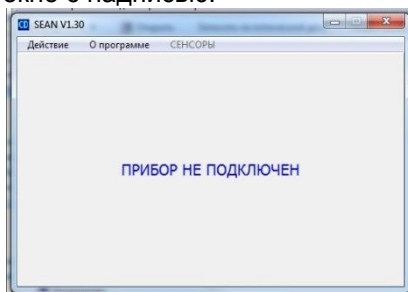 окно с надписью:
SEAN V1.30
Действие О программе СЕНСОРЫ
ПРИБОР НЕ ПОДКЛЮЧЕН